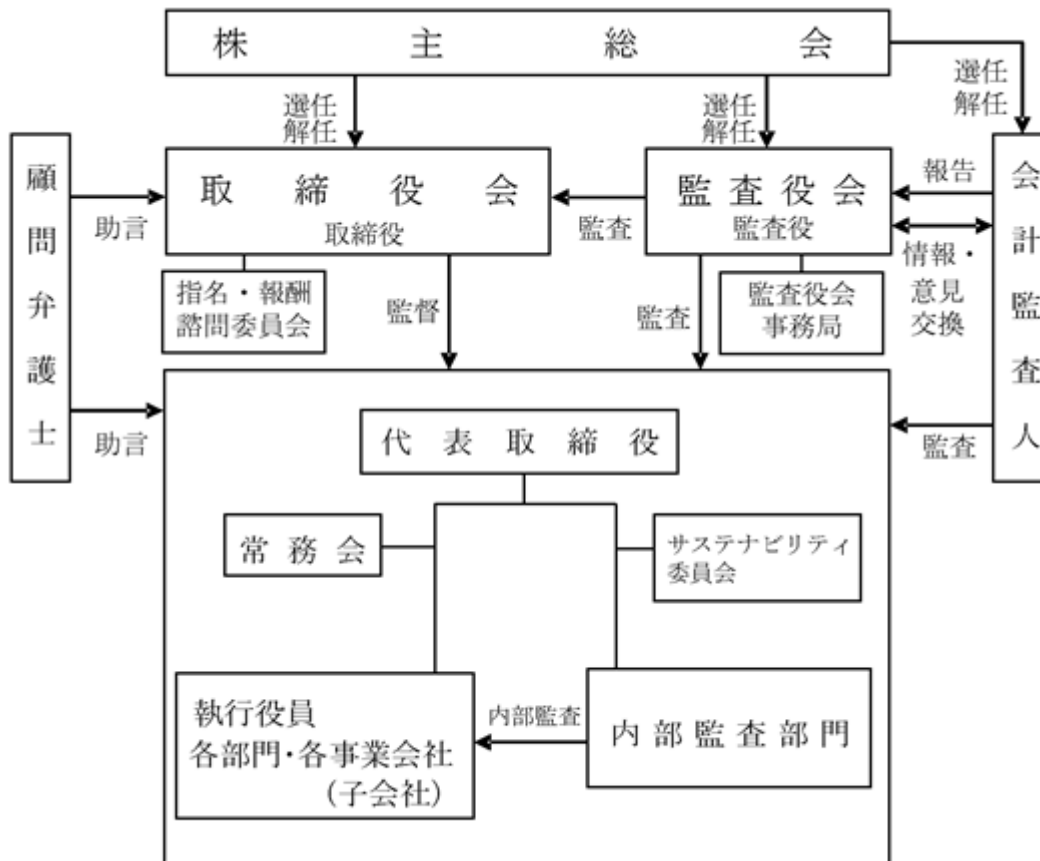 株主総会
選任
解任
選任
解任
選任
解任
顧問弁護士
助言
取締役会
取締役
監査
監査役会
監査役
報告
情報・
意見
交換
会計監査人
指名・報酬
諮問委員会
監督
監査
監査役会
事務局
助言
監査
代表取締役
常務会
サステナビリティ
委員会
執行役員
各部門・各事業会社
(子会社)
内部監査
内部監査部門